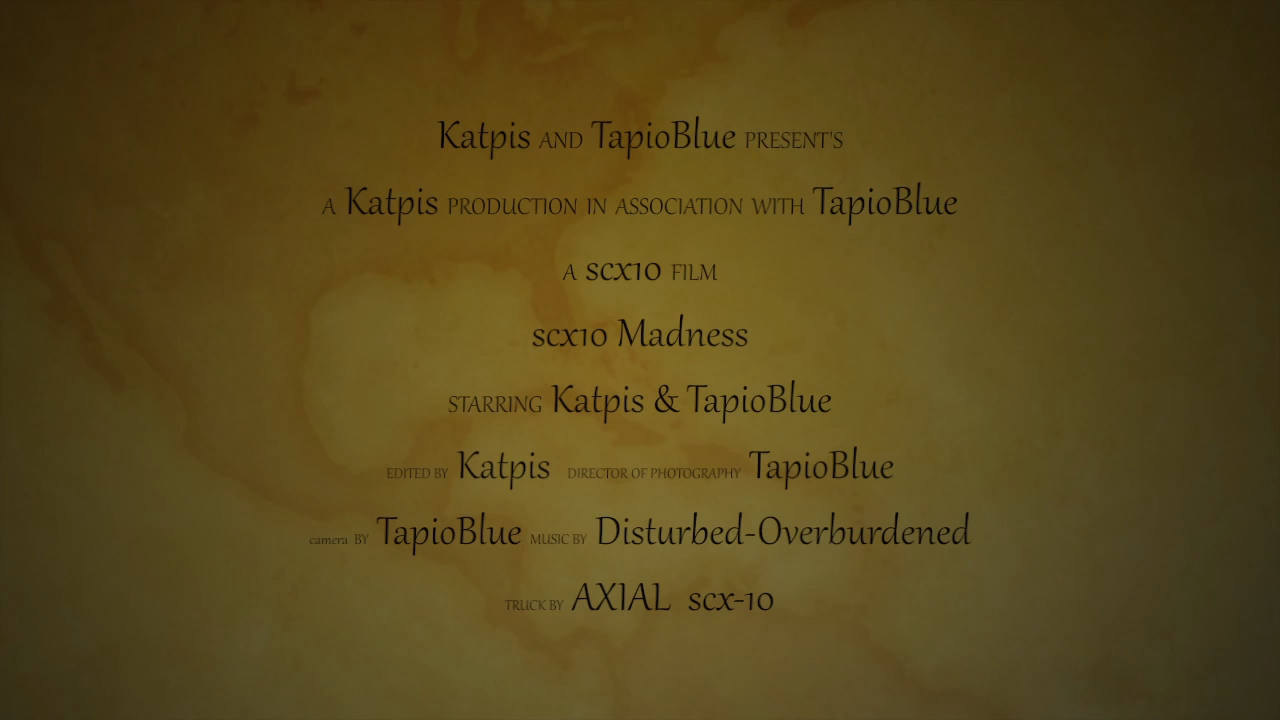 Katpis AND TapioBlue PRESENT'S
A Katpis PRODUCTION IN ASSOCIATION WITH TapioBlue
A scx10 FILM
scx10 Madness
STARRING Katpis & TapioBlue
EDITED BY Katpis DIRECTOR OF PHOTOGRAPHY TapioBlue
camera BY TapioBlue MUSIC BY Disturbed-Overburdened
TRUCK BY AXIAL scx-10